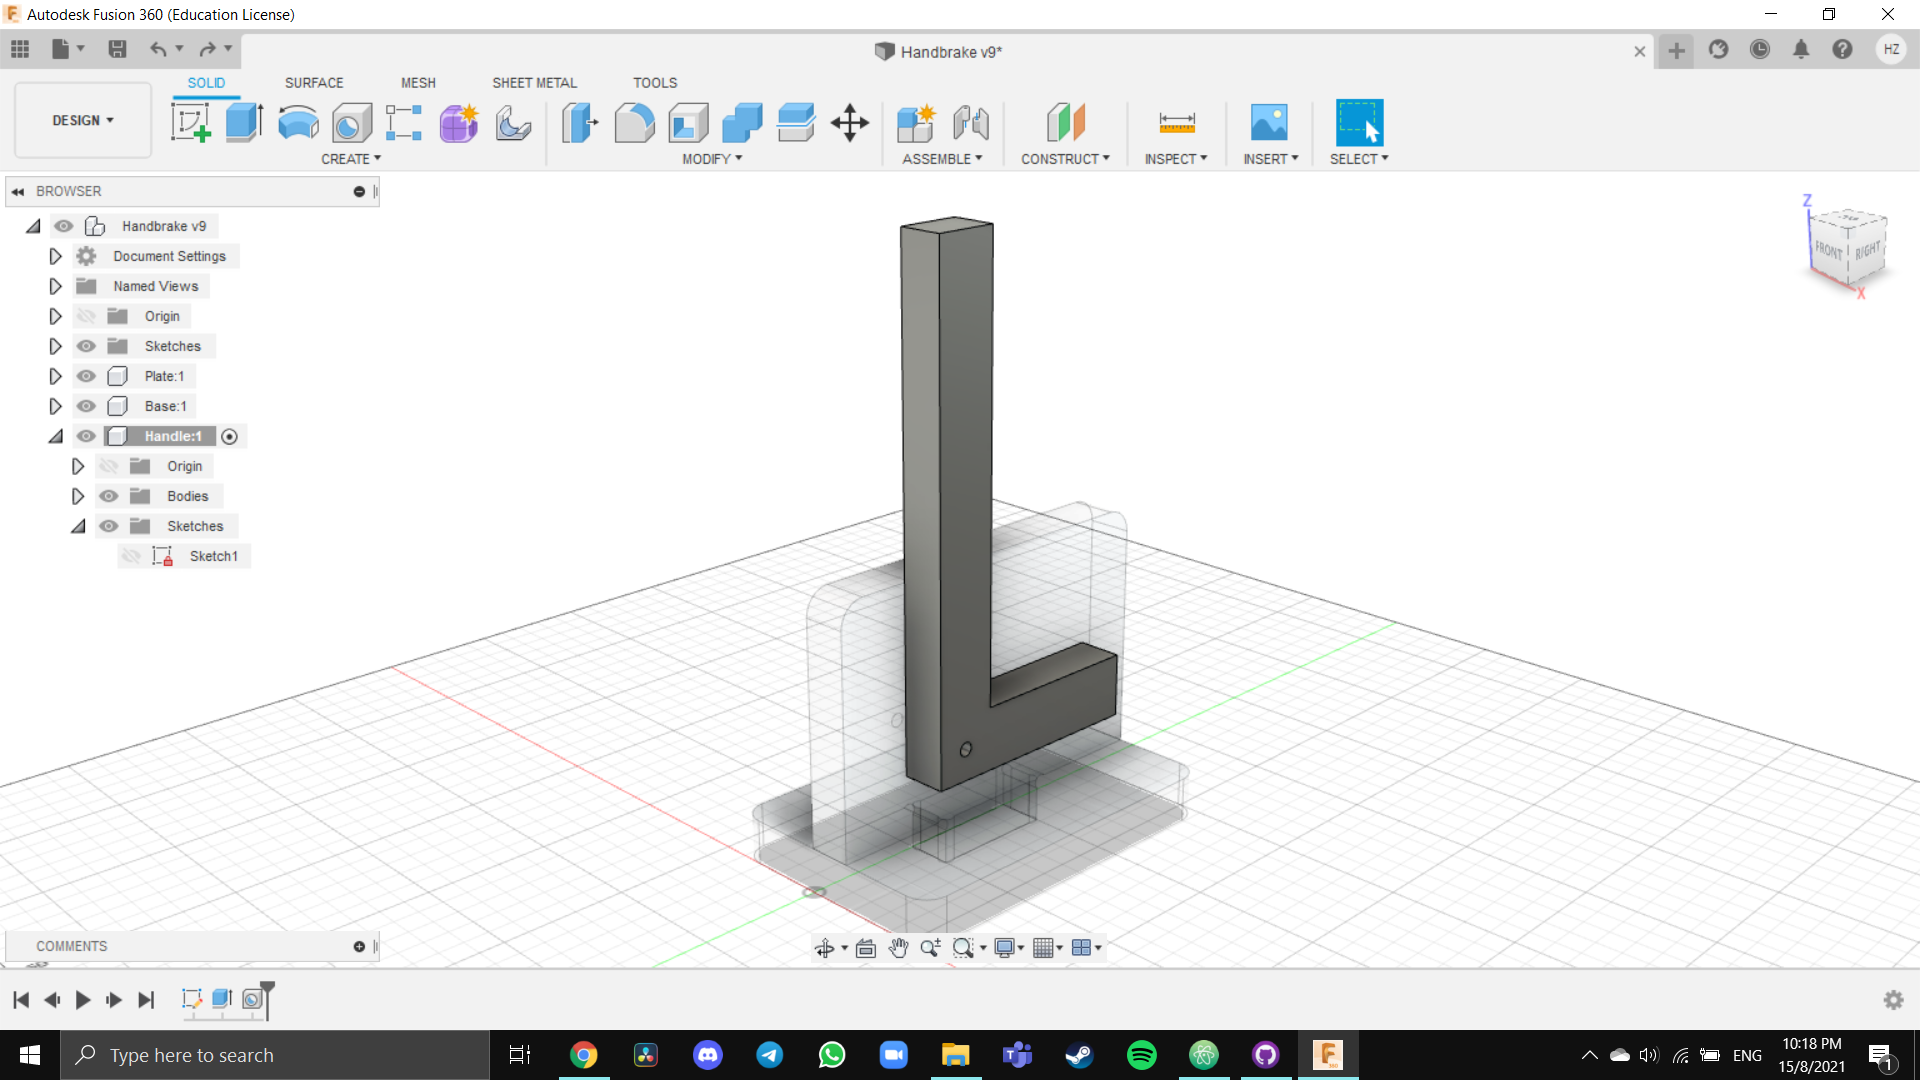 Autodesk Fusion 360 (Education License)
Handbrake v9*
HZ
SOLID SURFACE MESH SHEET METAL TOOLS
DESIGN
CREATE MODIFY ASSEMBLE CONSTRUCT INSPECT INSERT SELECT
BROWSER
Handbrake v9
Document Settings
Named Views
Origin
Sketches
Plate:1
Base:1
Handle:1
Origin
Bodies
Sketches
Sketch1
Z
TOP
FRONT RIGHT
X
COMMENTS
Type here to search
ENG
10:18 PM
15/8/2021
1